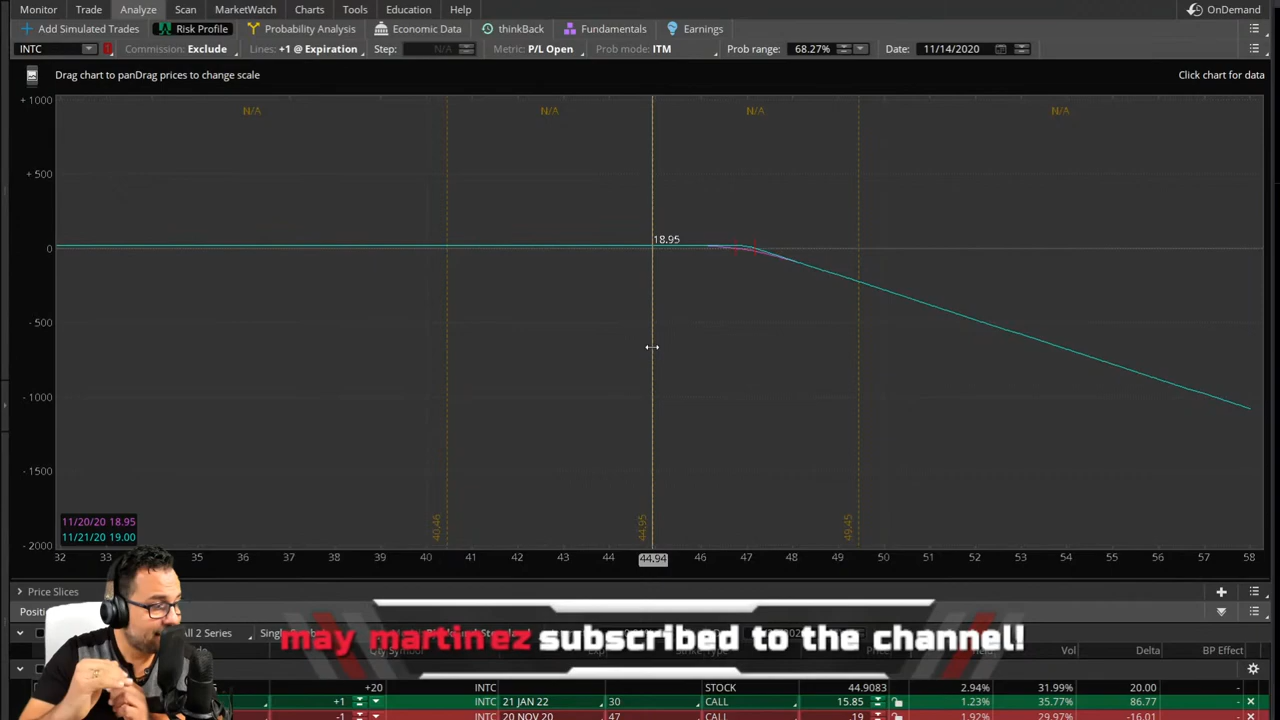 Monitor Trade Analyze Scan MarketWatch Charts Tools Education Help OnDemand
Add Simulated Trades Risk Profile Probability Analysis Economic Data thinkBack Fundamentals Earnings
INTC Commission: Exclude Lines: +1 @ Expiration Step: N/A Metric: P/L Open Prob mode: ITM Prob range: 68.27% Date: 11/14/2020
Drag chart to panDrag prices to change scale Click chart for data
+ 1000
N/A N/A N/A N/A
+ 500
18.95
0
- 500
- 1000
- 1500
40.46 44.95 49.45
11/20/20 18.95
11/21/20 19.00
- 2000
32 33 35 36 37 38 39 40 41 42 43 44 44.94 46 47 48 49 50 51 52 53 54 55 56 57 58
Price Slices
Positi
may martinez subscribed to the channel!
All 2 Series
Vol Delta BP Effect
+20 INTC STOCK 44.9083 2.94% 31.99% 20.00 -
+1 INTC 21 JAN 22 30 CALL 15.85 1.23% 35.77% 86.77 -
-1 INTC 20 NOV 20 47 CALL .19 1.92% 29.97% -16.01 -